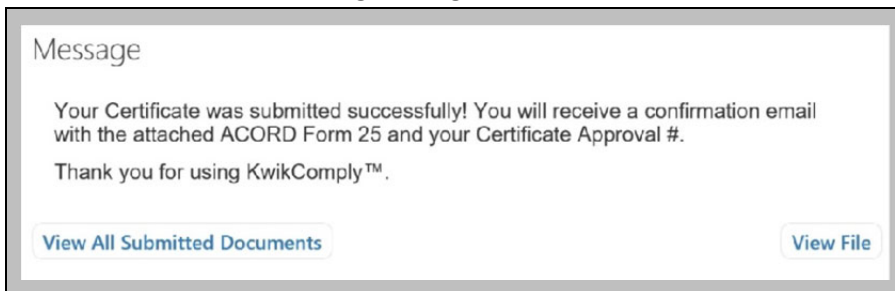 Message
Your Certificate was submitted successfully! You will receive a confirmation email
with the attached ACORD Form 25 and your Certificate Approval #.
Thank you for using KwikComply™.
View All Submitted Documents
View File